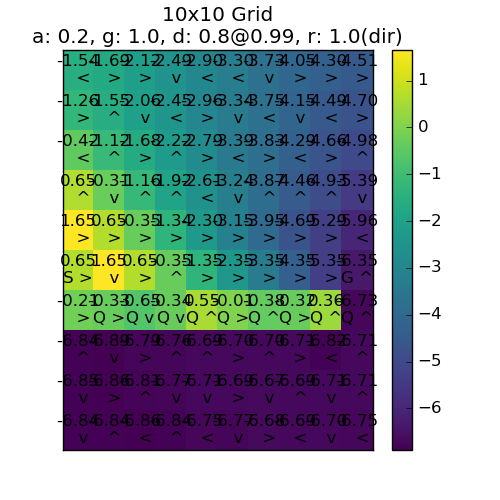 10x10 Grid
a: 0.2, g: 1.0, d: 0.8@0.99, r: 1.0(dir)
-1.54 -1.69 -2.12 -2.49 -2.90 -3.30 -3.73 -4.05 -4.30 -4.51
< > > v < < v > > >
-1.26 -1.55 -2.06 -2.45 -2.96 -3.34 -3.75 -4.15 -4.49 -4.70
> ^ v < > v < v < >
-0.42 -1.12 -1.68 -2.22 -2.79 -3.39 -3.83 -4.29 -4.66 -4.98
< ^ > ^ > < > < > ^
0.65 -0.31 -1.16 -1.92 -2.61 -3.24 -3.87 -4.46 -4.93 -5.39
^ v ^ ^ < v ^ ^ ^ v
1.65 0.65 -0.35 -1.34 -2.30 -3.15 -3.95 -4.69 -5.29 -5.96
> > > > > > > > > <
0.65 1.65 0.65 -0.35 -1.35 -2.35 -3.35 -4.35 -5.35 -6.35
S > v > ^ > > > > > G ^
-0.21 0.33 -0.65 0.34 0.55 -0.01 -0.38 -0.32 0.36 -6.73
> Q > Q v Q v Q ^ Q > Q ^ Q > Q ^ Q ^
-6.84 -6.89 -6.79 -6.76 -6.69 -6.70 -6.70 -6.71 -6.82 -6.71
^ v > ^ ^ > ^ > < ^
-6.85 -6.86 -6.81 -6.77 -6.71 -6.69 -6.67 -6.69 -6.71 -6.71
v > ^ v v > v ^ v ^
-6.84 -6.84 -6.86 -6.84 -6.75 -6.77 -6.68 -6.69 -6.70 -6.75
v ^ < ^ < v > < v <
1
0
−1
−2
−3
−4
−5
−6